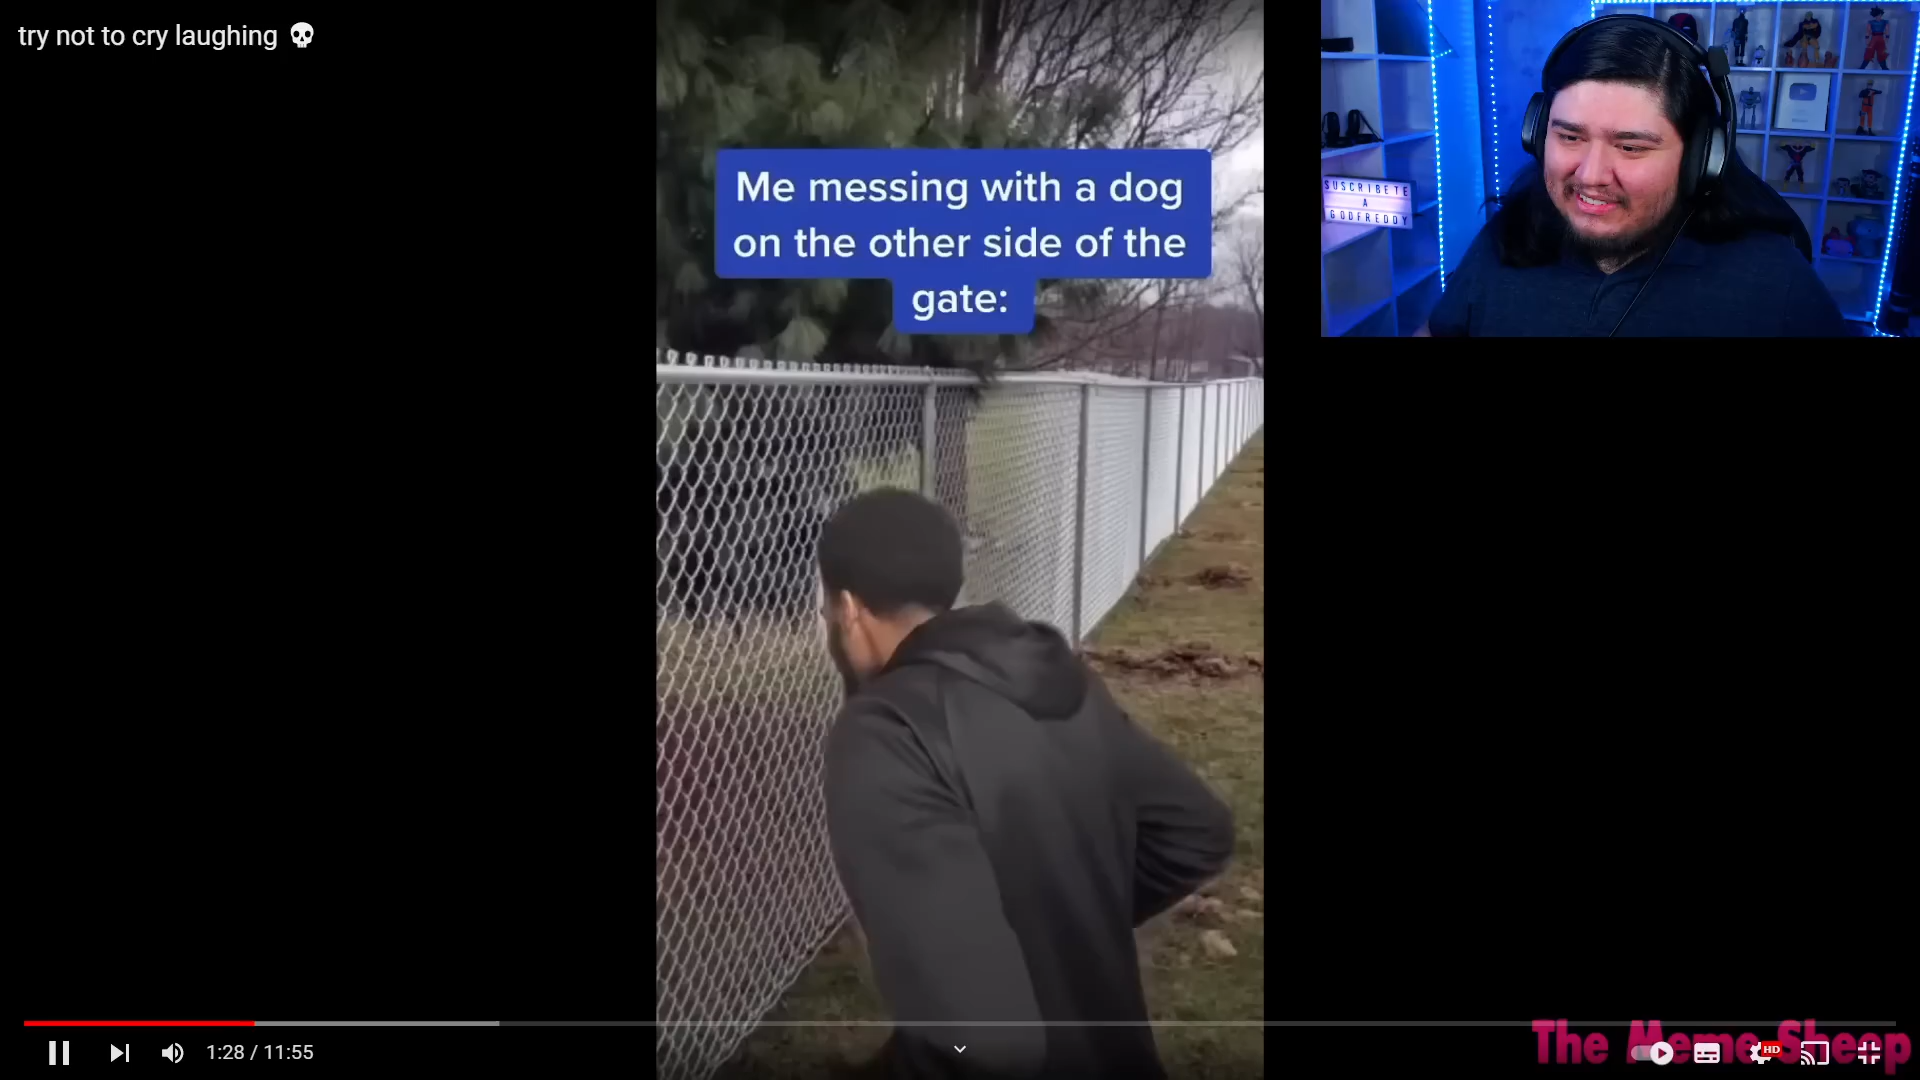 try not to cry laughing 💀
Me messing with a dog
on the other side of the
gate:
SUSCRIBETE
A
GODFREDDY
1:28 / 11:55
HD
The Meme Sheep